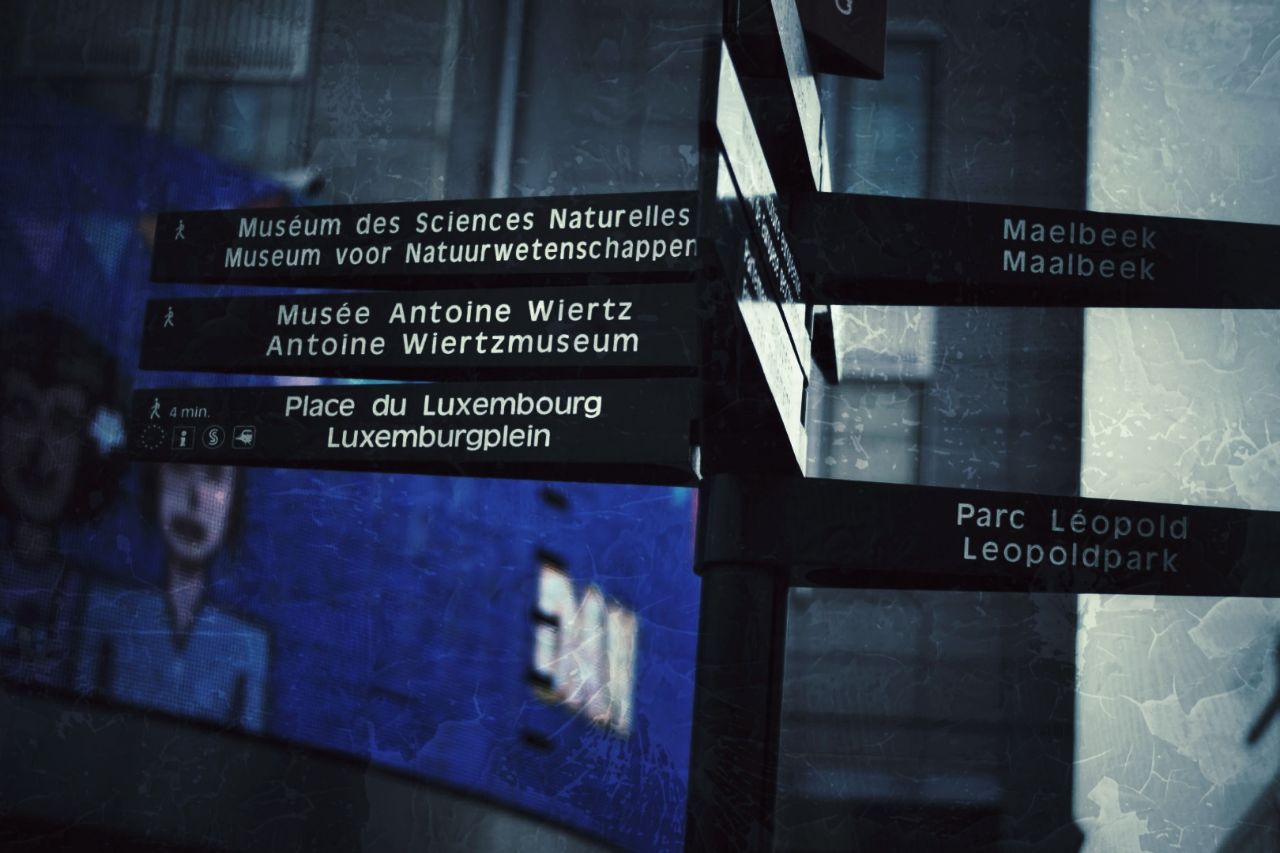 Muséum des Sciences Naturelles
Museum voor Natuurwetenschappen
Musée Antoine Wiertz
Antoine Wiertzmuseum
4 min.
Place du Luxembourg
Luxemburgplein
Maelbeek
Maalbeek
Parc Léopold
Leopoldpark